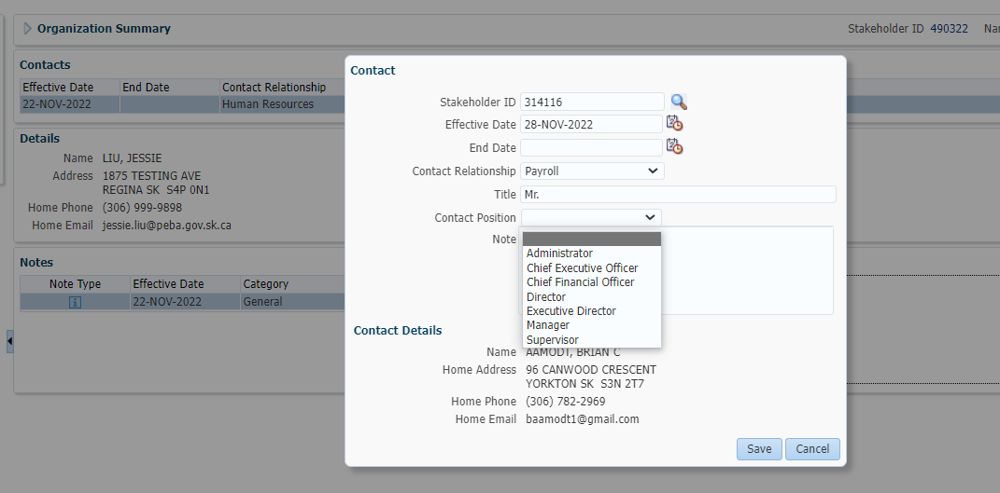 Organization Summary
Stakeholder ID 490322
Contacts
Effective Date End Date Contact Relationship
22-NOV-2022 Human Resources
Details
Name LIU, JESSIE
Address 1875 TESTING AVE
REGINA SK S4P 0N1
Home Phone (306) 999-9898
Home Email jessie.liu@peba.gov.sk.ca
Notes
Note Type Effective Date Category
22-NOV-2022 General
Contact
Stakeholder ID 314116
Effective Date 28-NOV-2022
End Date
Contact Relationship Payroll
Title Mr.
Contact Position
Note
Administrator
Chief Executive Officer
Chief Financial Officer
Director
Executive Director
Manager
Supervisor
Contact Details
Name AAMODT, BRIAN C
Home Address 96 CANWOOD CRESCENT
YORKTON SK S3N 2T7
Home Phone (306) 782-2969
Home Email baamodt1@gmail.com
Save Cancel